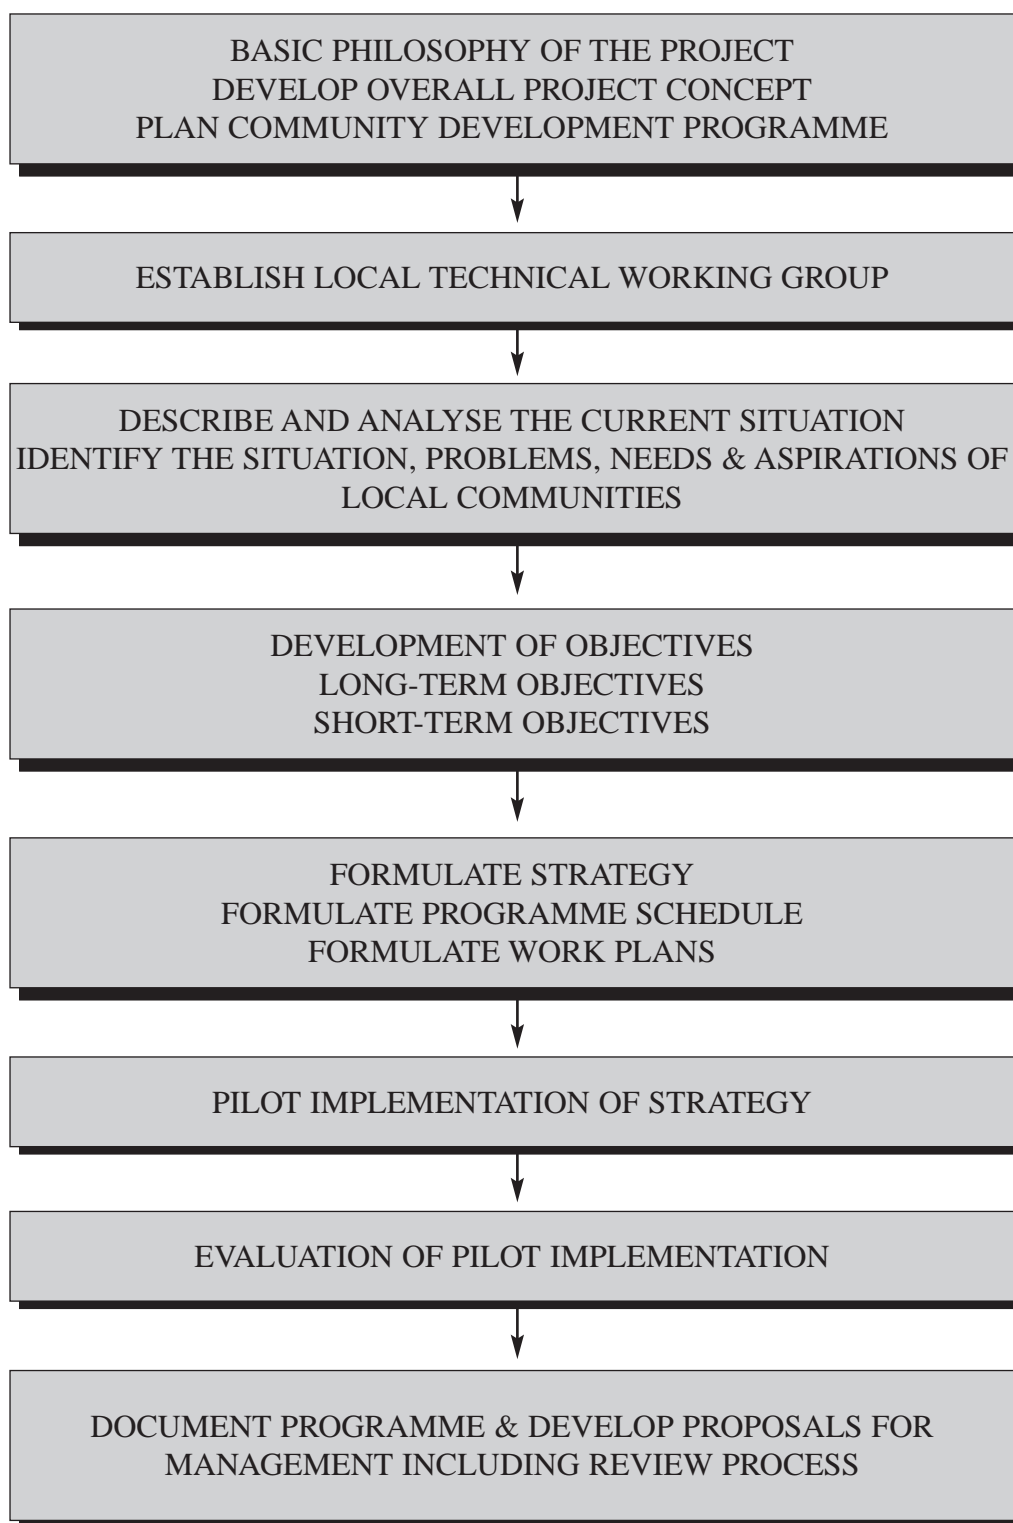 BASIC PHILOSOPHY OF THE PROJECT
DEVELOP OVERALL PROJECT CONCEPT
PLAN COMMUNITY DEVELOPMENT PROGRAMME
ESTABLISH LOCAL TECHNICAL WORKING GROUP
DESCRIBE AND ANALYSE THE CURRENT SITUATION
IDENTIFY THE SITUATION, PROBLEMS, NEEDS & ASPIRATIONS OF
LOCAL COMMUNITIES
DEVELOPMENT OF OBJECTIVES
LONG-TERM OBJECTIVES
SHORT-TERM OBJECTIVES
FORMULATE STRATEGY
FORMULATE PROGRAMME SCHEDULE
FORMULATE WORK PLANS
PILOT IMPLEMENTATION OF STRATEGY
EVALUATION OF PILOT IMPLEMENTATION
DOCUMENT PROGRAMME & DEVELOP PROPOSALS FOR
MANAGEMENT INCLUDING REVIEW PROCESS